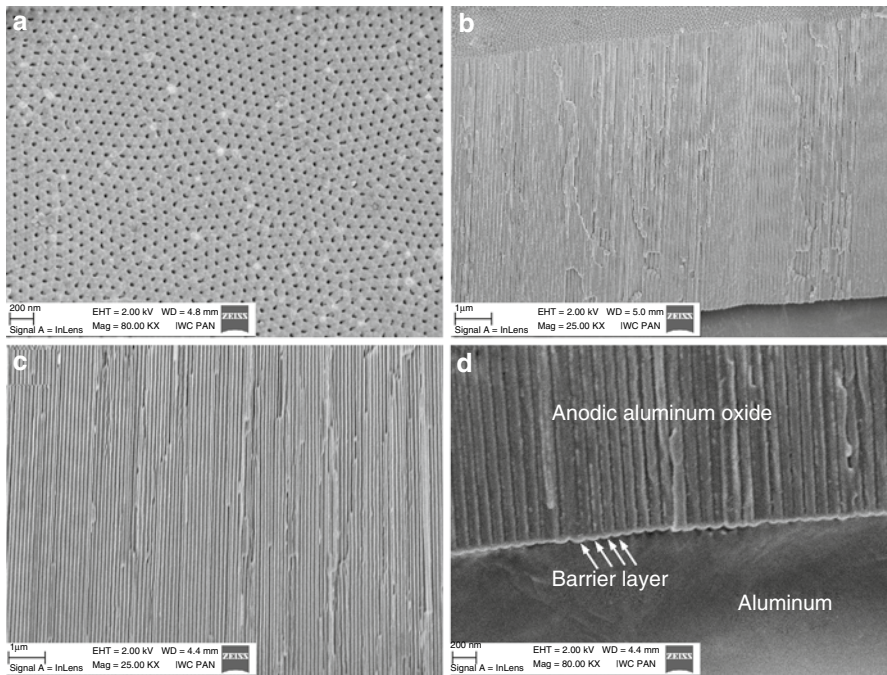 a
200 nm
EHT = 2.00 kV WD = 4.8 mm
ZEISS
Signal A = InLens Mag = 80.00 KX IWC PAN
b
1µm
EHT = 2.00 kV WD = 5.0 mm
ZEISS
Signal A = InLens Mag = 25.00 KX IWC PAN
c
1µm
EHT = 2.00 kV WD = 4.4 mm
ZEISS
Signal A = InLens Mag = 25.00 KX IWC PAN
d
Anodic aluminum oxide
Barrier layer
Aluminum
200 nm
EHT = 2.00 kV WD = 4.4 mm
ZEISS
Signal A = InLens Mag = 80.00 KX IWC PAN